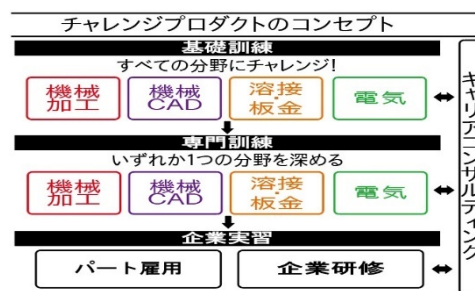 チャレンジプロダクトのコンセプト
基礎訓練
すべての分野にチャレンジ!
機械
加工
機械
CAD
溶接・
板金
電気
専門訓練
いずれか1つの分野を深める
機械
加工
機械
CAD
溶接
板金
電気
企業実習
パート雇用
企業研修
キャリアコンサルティング